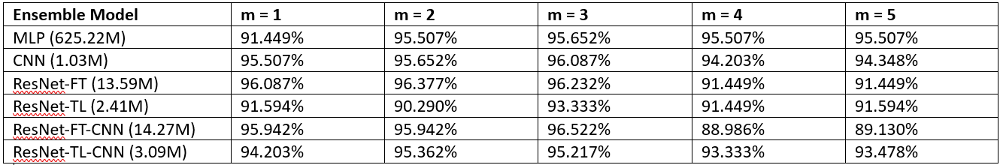 Ensemble Model m = 1 m = 2 m = 3 m = 4 m = 5
MLP (625.22M) 91.449% 95.507% 95.652% 95.507% 95.507%
CNN (1.03M) 95.507% 95.652% 96.087% 94.203% 94.348%
ResNet-FT (13.59M) 96.087% 96.377% 96.232% 91.449% 91.449%
ResNet-TL (2.41M) 91.594% 90.290% 93.333% 91.449% 91.594%
ResNet-FT-CNN (14.27M) 95.942% 95.942% 96.522% 88.986% 89.130%
ResNet-TL-CNN (3.09M) 94.203% 95.362% 95.217% 93.333% 93.478%